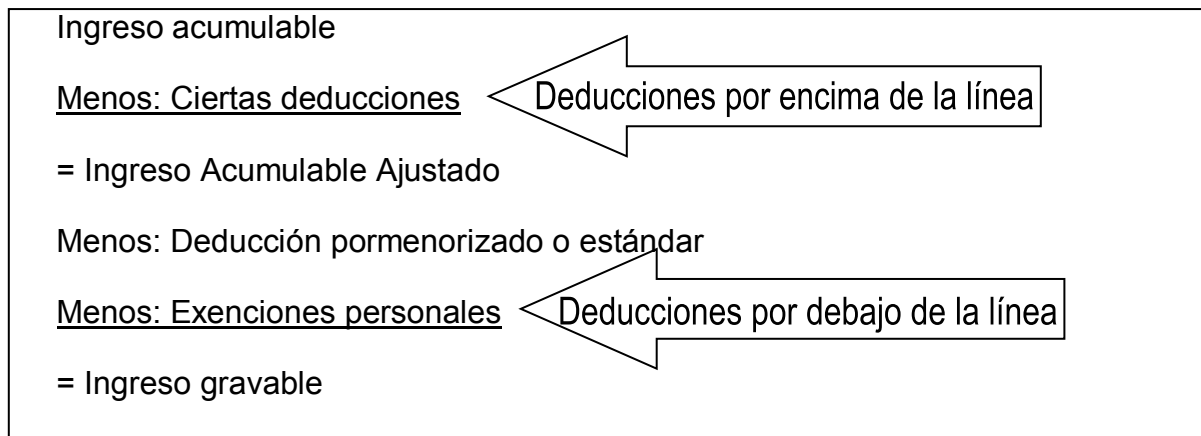 Ingreso acumulable
Menos: Ciertas deducciones
Deducciones por encima de la línea
= Ingreso Acumulable Ajustado
Menos: Deducción pormenorizado o estándar
Menos: Exenciones personales
Deducciones por debajo de la línea
= Ingreso gravable